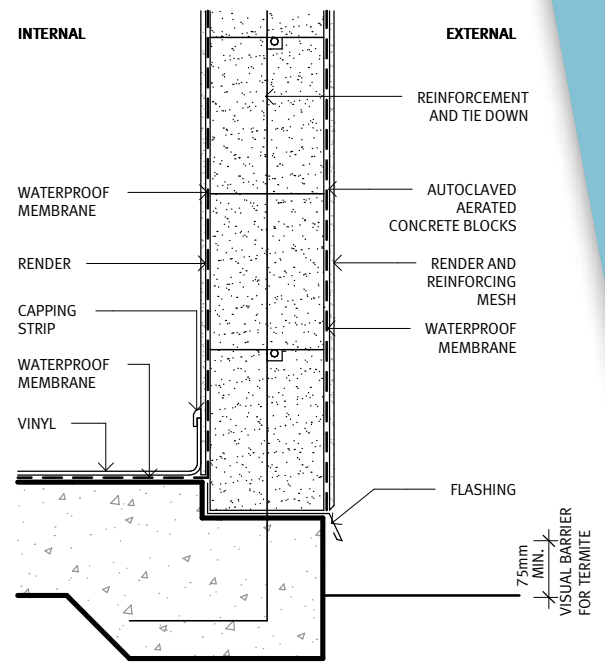 INTERNAL
EXTERNAL
REINFORCEMENT
AND TIE DOWN
WATERPROOF
MEMBRANE
AUTOCLAVED
AERATED
CONCRETE BLOCKS
RENDER
RENDER AND
REINFORCING
MESH
CAPPING
STRIP
WATERPROOF
MEMBRANE
WATERPROOF
MEMBRANE
VINYL
FLASHING
75mm
MIN.
VISUAL BARRIER
FOR TERMITE